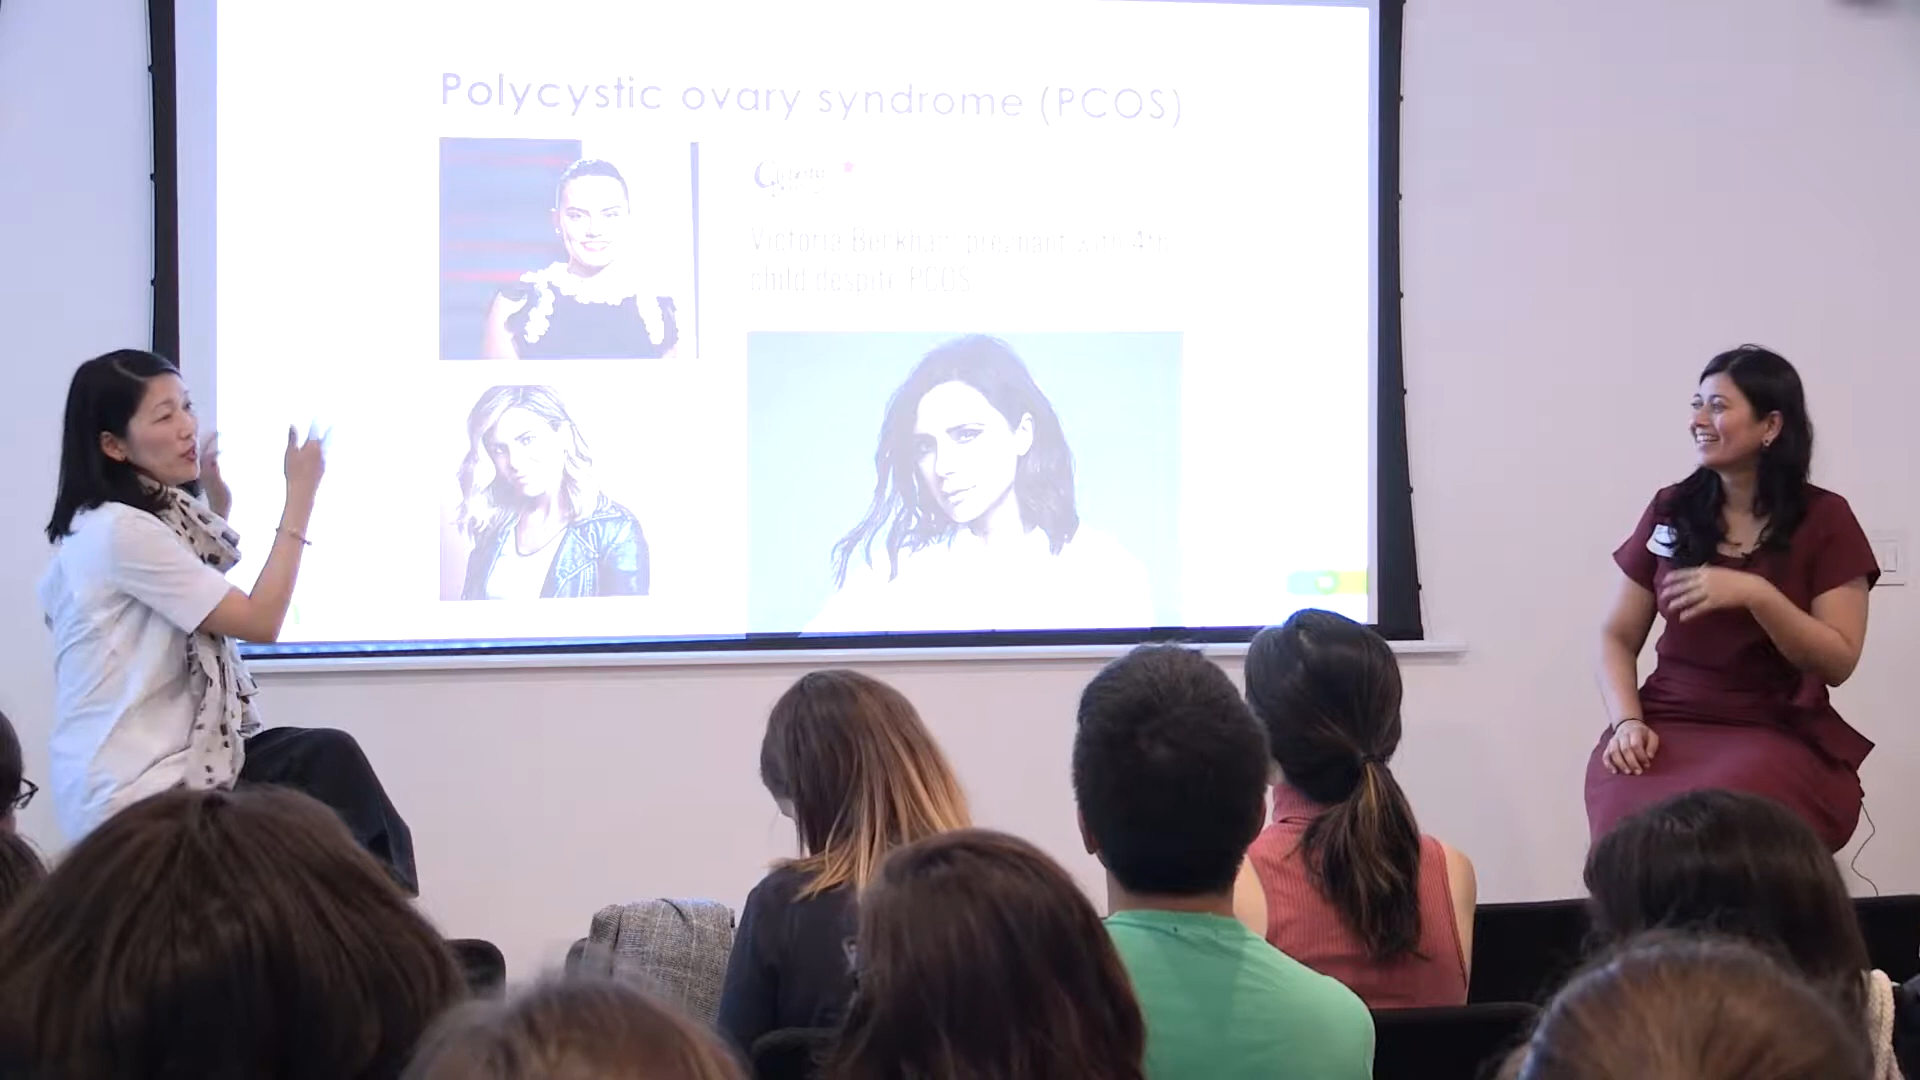 Polycystic ovary syndrome (PCOS)
Victoria Beckham pregnant with 4th
child despite PCOS